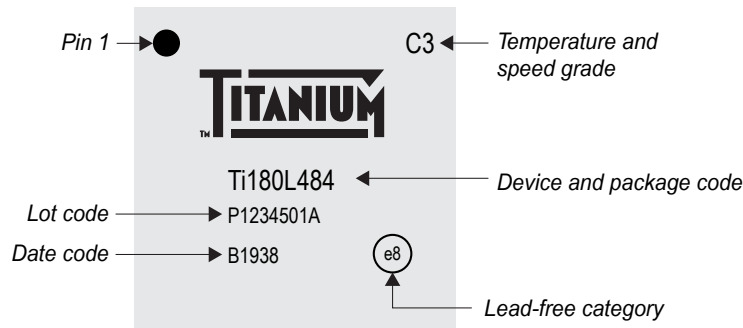 Pin 1
C3
Temperature and
speed grade
TITANIUM
TM
Ti180L484
Device and package code
Lot code
P1234501A
Date code
B1938
e8
Lead-free category